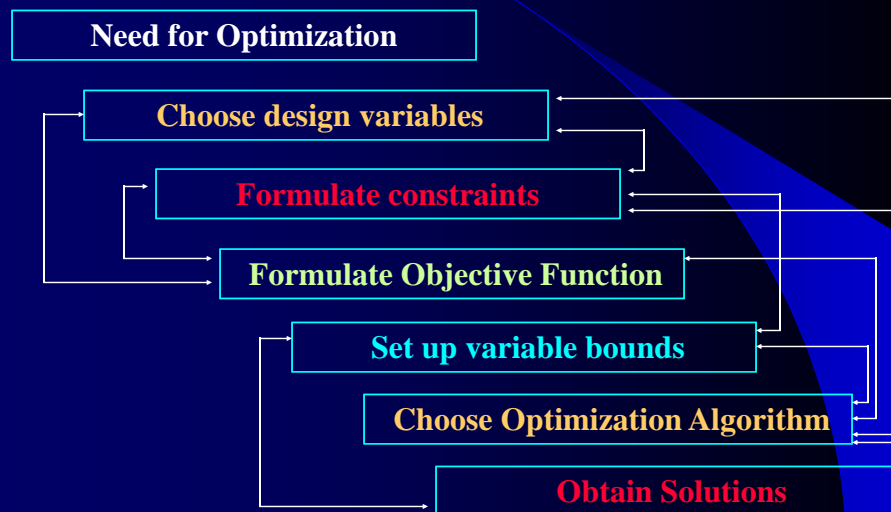 Need for Optimization
Choose design variables
Formulate constraints
Formulate Objective Function
Set up variable bounds
Choose Optimization Algorithm
Obtain Solutions